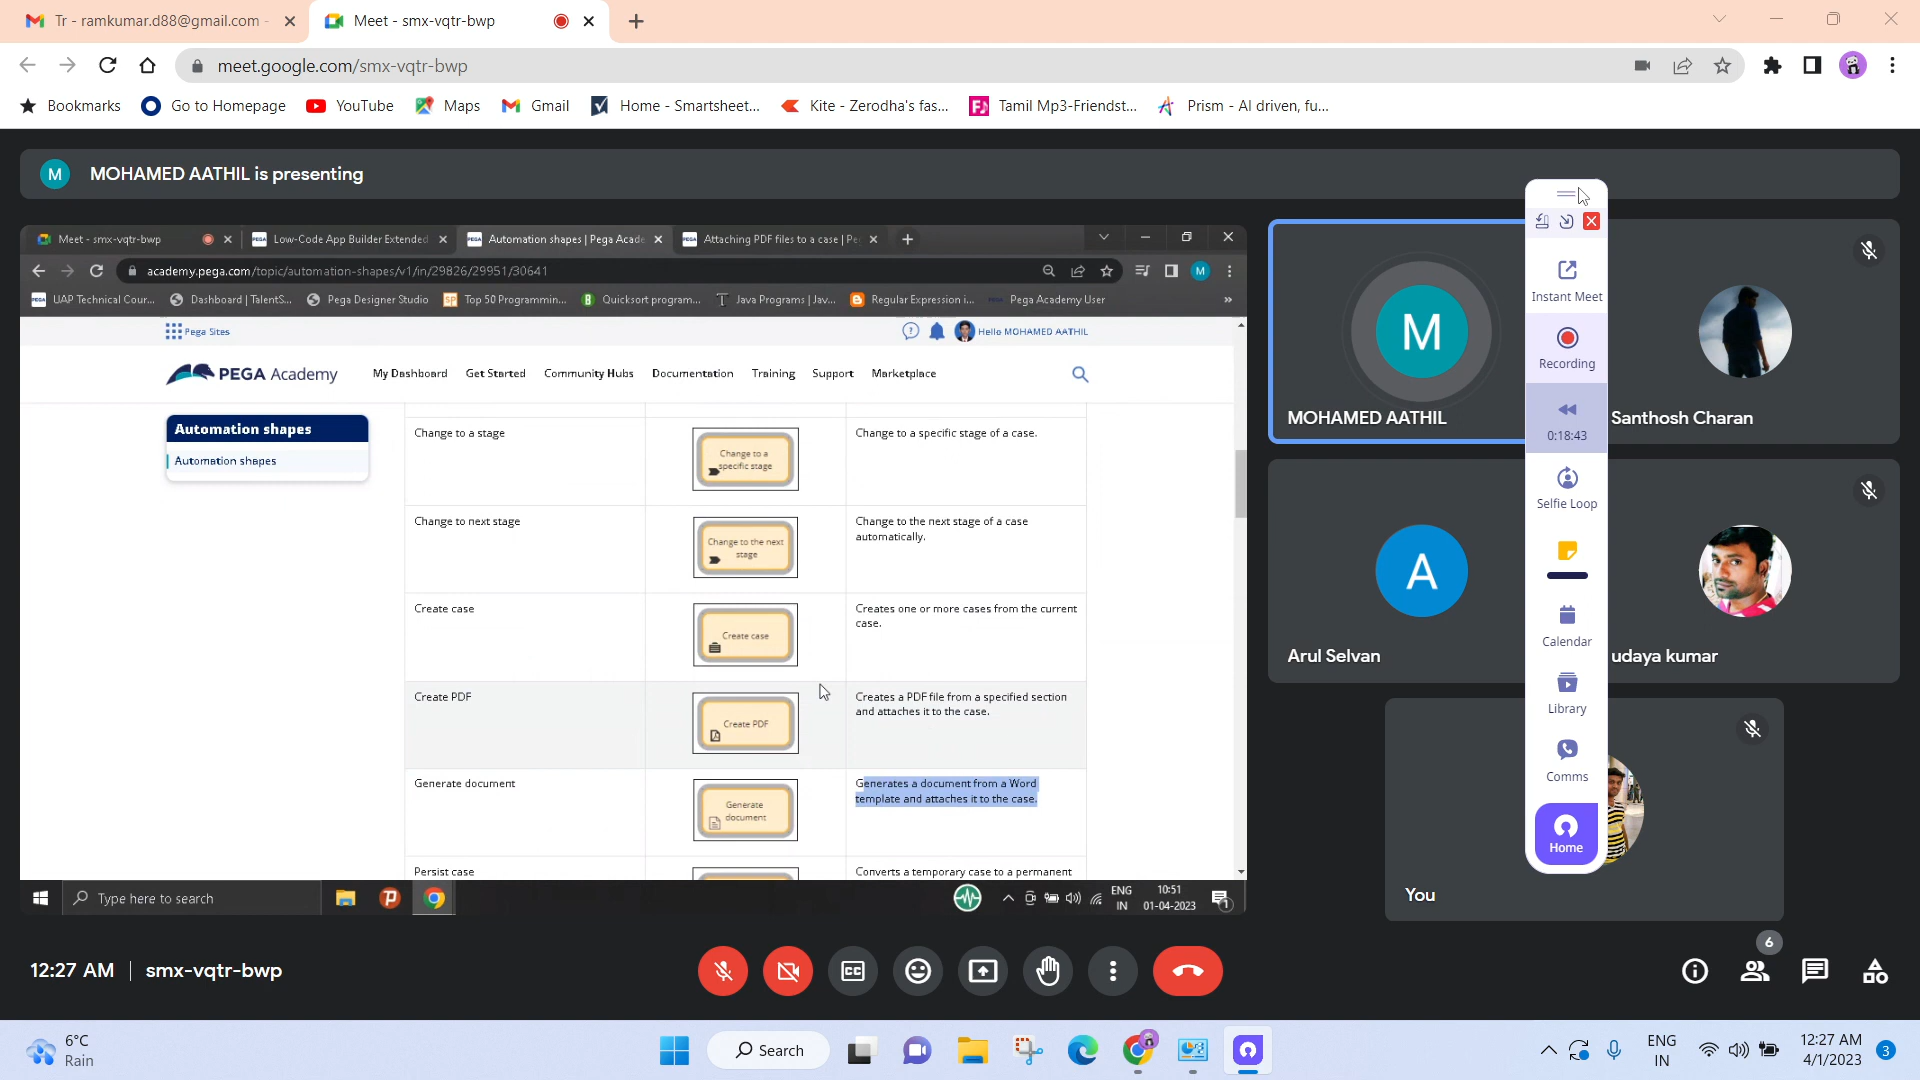 Tr - ramkumar.d88@gmail.com -
Meet - smx-vqtr-bwp
meet.google.com/smx-vqtr-bwp
Bookmarks
Go to Homepage
YouTube
Maps
Gmail
Home - Smartsheet...
Kite - Zerodha's fas...
Tamil Mp3-Friendst...
Prism - AI driven, fu...
M MOHAMED AATHIL is presenting
Meet - smx-vqtr-bwp
Low-Code App Builder Extended
Automation shapes | Pega Acade
Attaching PDF files to a case | Pe
academy.pega.com/topic/automation-shapes/v1/in/29826/29951/30641
M
UAP Technical Cour...
Dashboard | TalentS...
Pega Designer Studio
Top 50 Programmin...
Quicksort program...
Java Programs | Jav...
Regular Expression i...
Pega Academy User
»
Pega Sites
Hello MOHAMED AATHIL
PEGA Academy
My Dashboard
Get Started
Community Hubs
Documentation
Training
Support
Marketplace
Automation shapes
Automation shapes
Change to a stage
Change to a
specific stage
Change to a specific stage of a case.
Change to next stage
Change to the next
stage
Change to the next stage of a case
automatically.
Create case
Create case
Creates one or more cases from the current
case.
Create PDF
Create PDF
Creates a PDF file from a specified section
and attaches it to the case.
Generate document
Generate
document
Generates a document from a Word
template and attaches it to the case.
Persist case
Converts a temporary case to a permanent
Type here to search
ENG
IN
10:51
01-04-2023
1
M
MOHAMED AATHIL
Santhosh Charan
A
Arul Selvan
udaya kumar
You
Instant Meet
Recording
0:18:43
Selfie Loop
Calendar
Library
Comms
Home
12:27 AM | smx-vqtr-bwp
CC
6
6°C
Rain
Search
ENG
IN
12:27 AM
4/1/2023
3